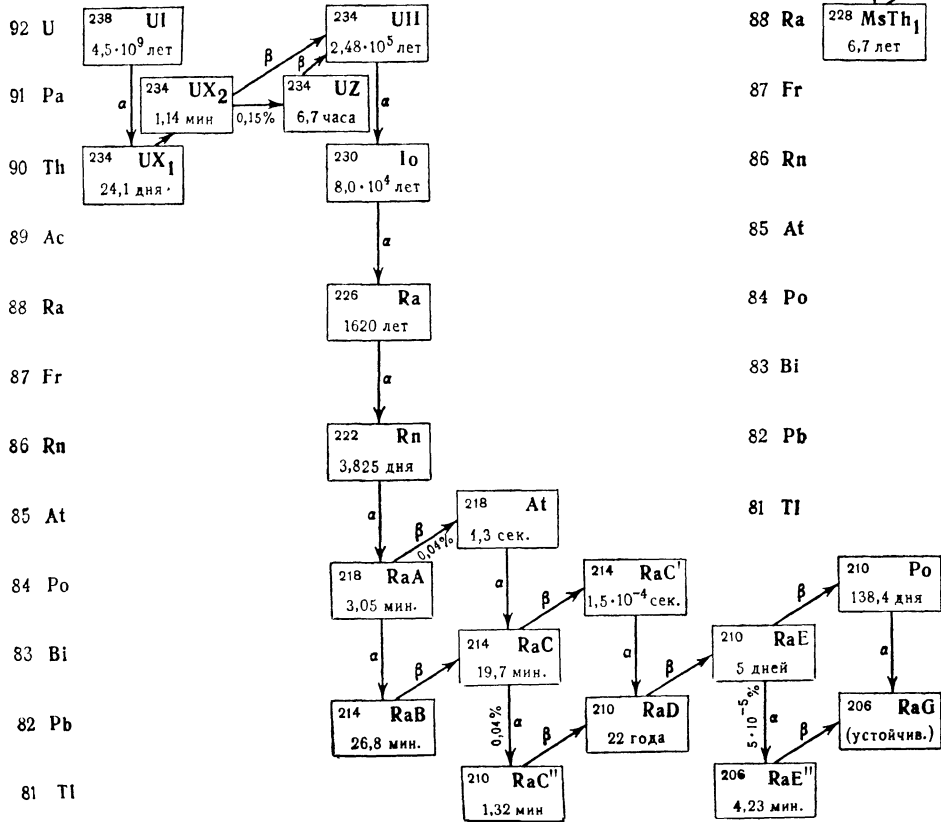 92 U
238 UI
4,5·10⁹ лет
234 UII
2,48·10⁵ лет
88 Ra
228 MsTh₁
6,7 лет
β
β
91 Pa
α
234 UX₂
1,14 мин
0,15%
234 UZ
6,7 часа
α
87 Fr
90 Th
234 UX₁
24,1 дня
230 Io
8,0·10⁴ лет
86 Rn
89 Ac
α
85 At
88 Ra
226 Ra
1620 лет
84 Po
87 Fr
α
83 Bi
86 Rn
222 Rn
3,825 дня
82 Pb
85 At
α
β
0,04%
218 At
1,3 сек.
81 Tl
84 Po
218 RaA
3,05 мин.
α
β
214 RaC'
1,5·10⁻⁴ сек.
β
210 Po
138,4 дня
83 Bi
α
β
214 RaC
19,7 мин.
α
β
210 RaE
5 дней
α
82 Pb
214 RaB
26,8 мин.
0,04%
α
β
210 RaD
22 года
5·10⁻⁵%
α
β
206 RaG
(устойчив.)
81 Tl
210 RaC''
1,32 мин
206 RaE''
4,23 мин.